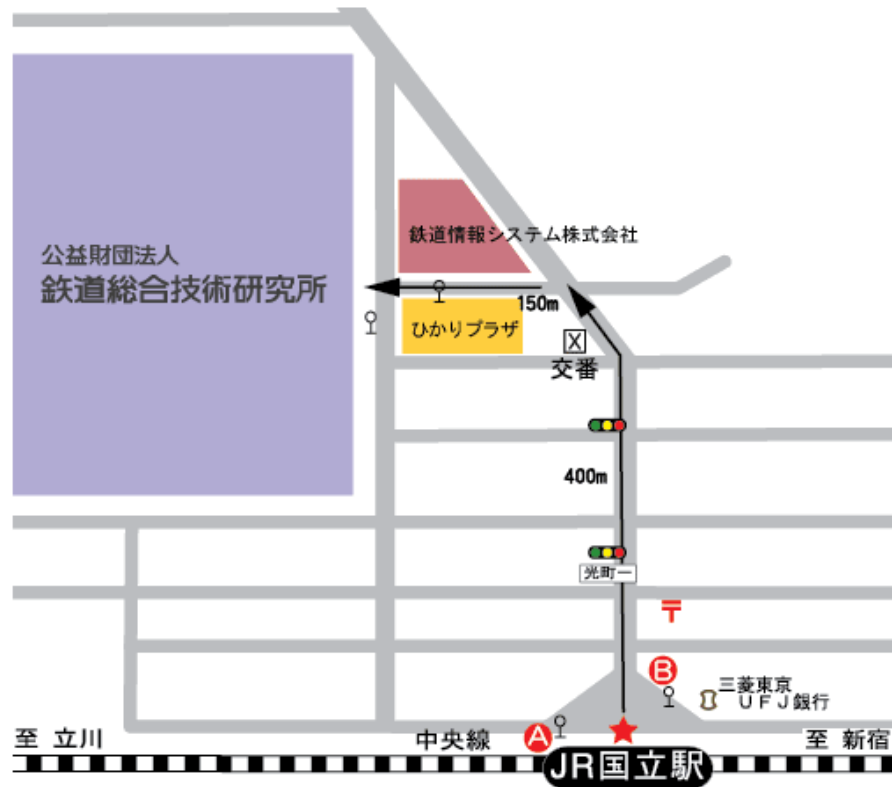 公益財団法人
鉄道総合技術研究所
鉄道情報システム株式会社
150m
ひかりプラザ
X
交番
400m
光町一
〒
B
三菱東京
UFJ銀行
A
至 立川
中央線
至 新宿
JR国立駅